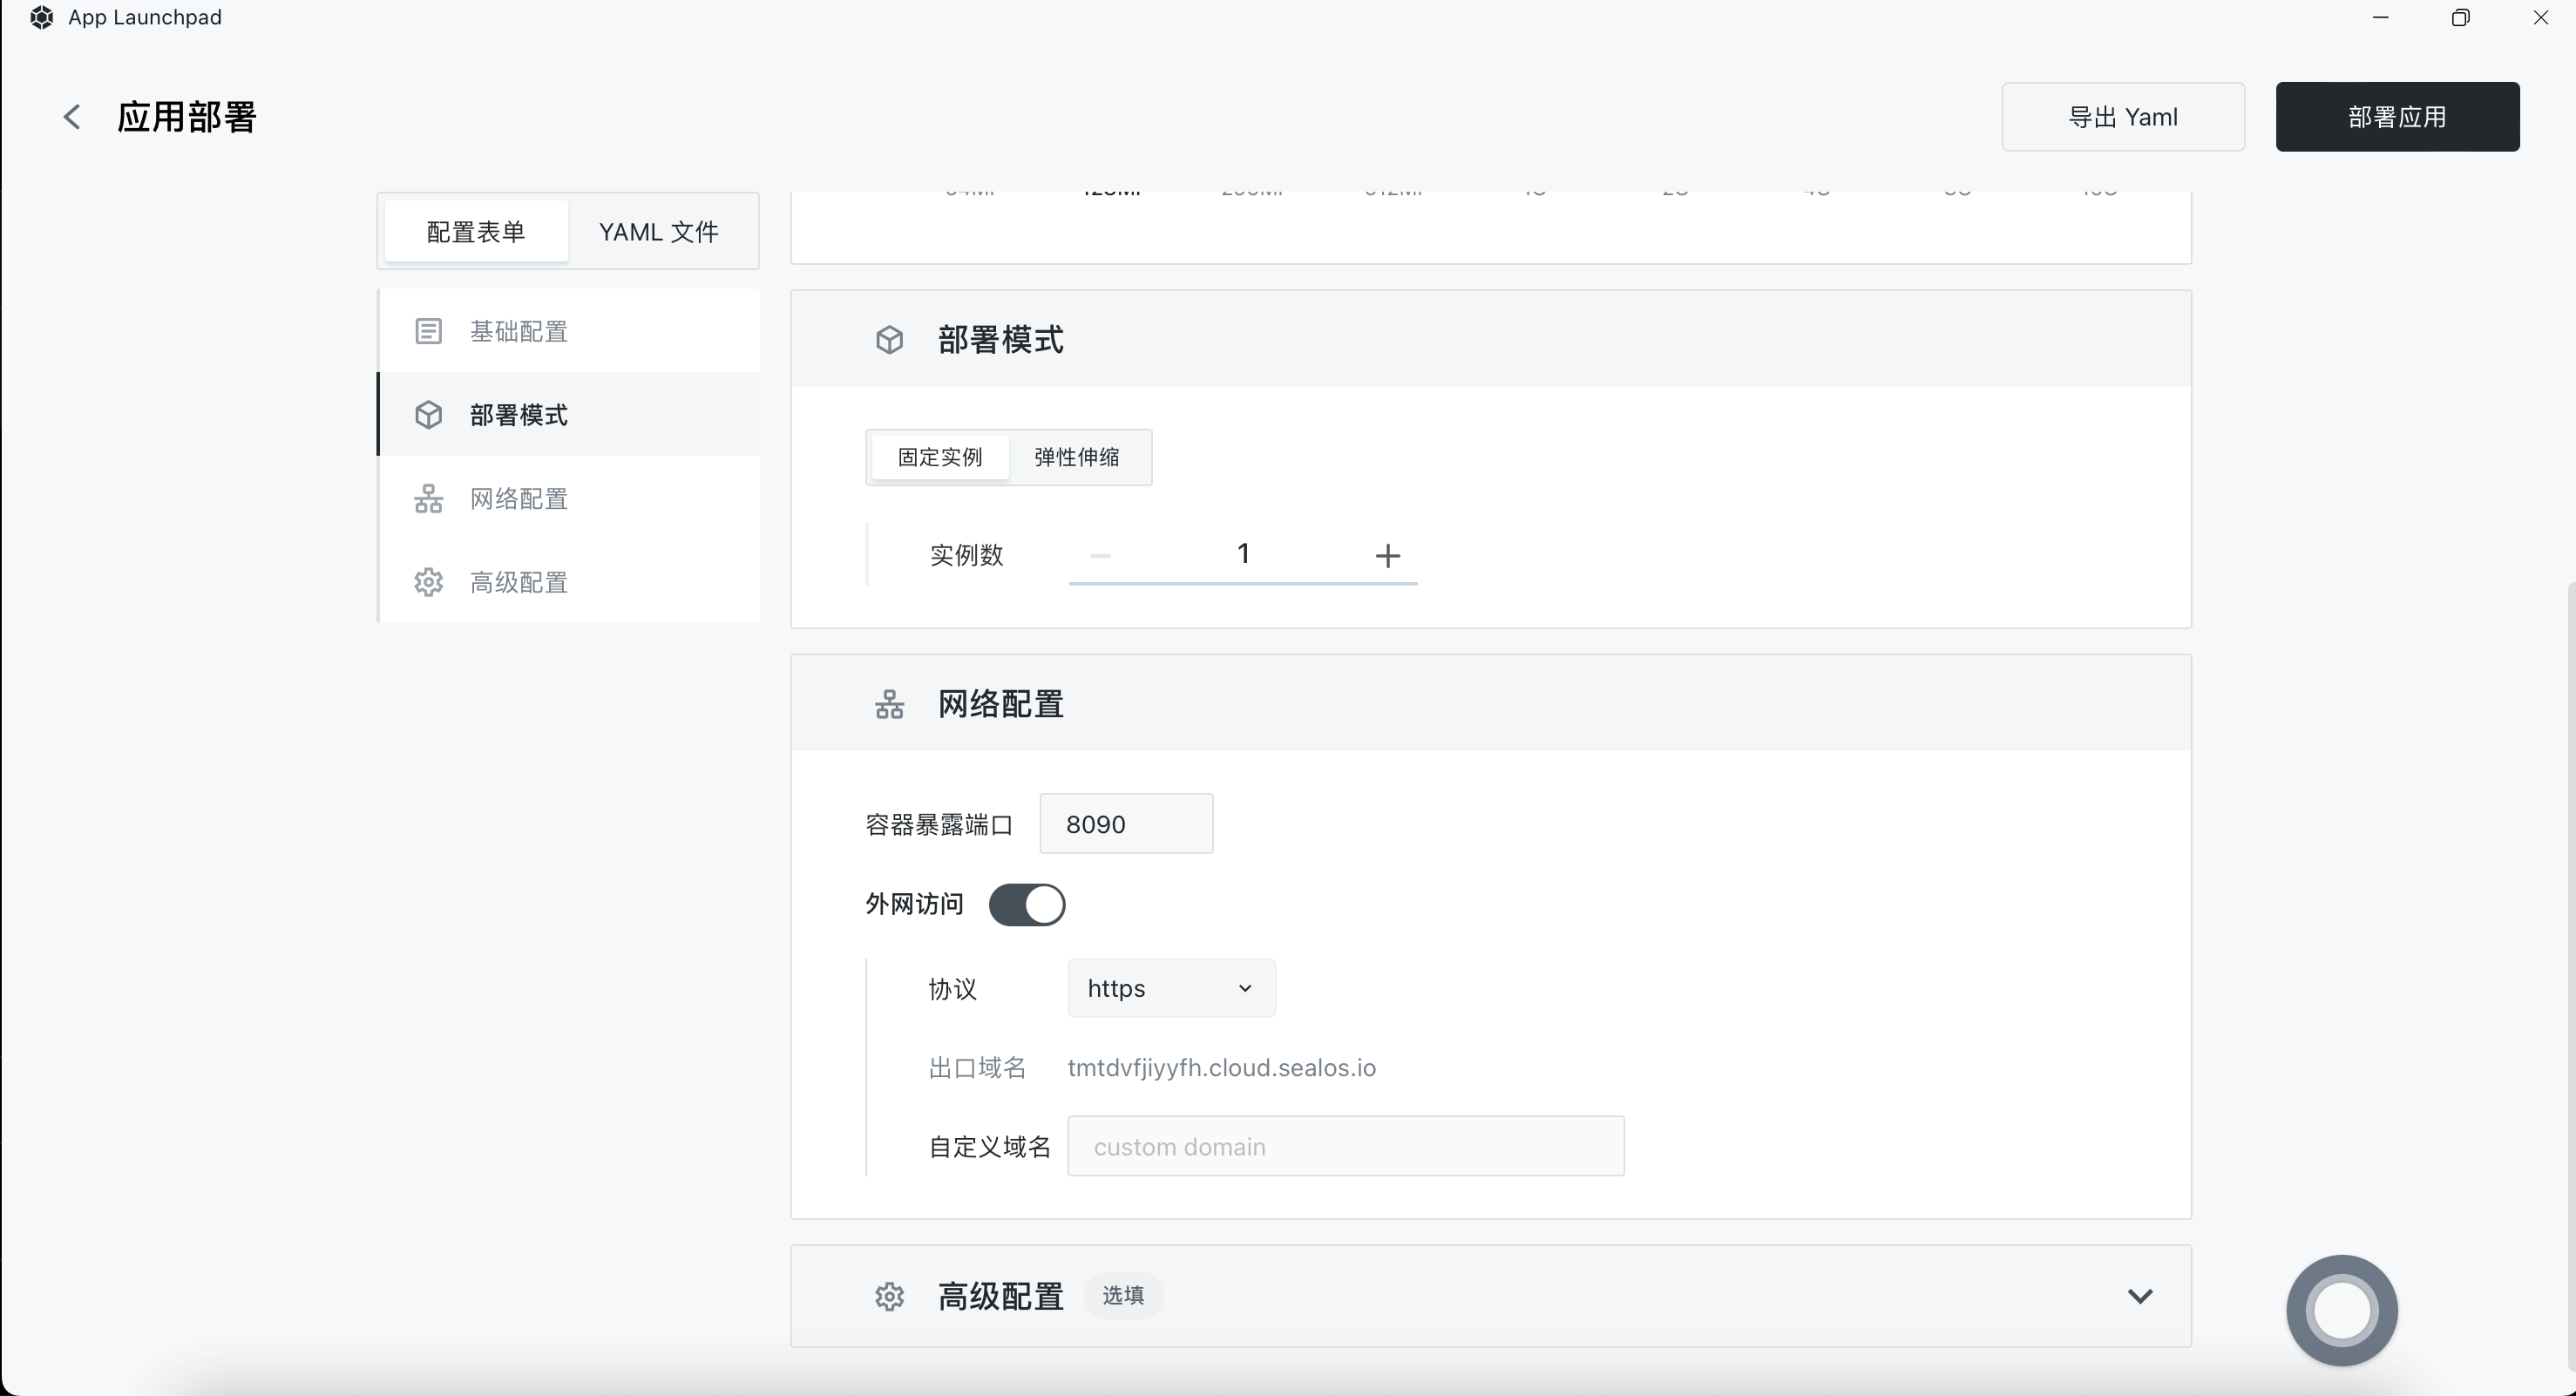 App Launchpad
应用部署
导出 Yaml
部署应用
配置表单
YAML 文件
基础配置
部署模式
网络配置
高级配置
部署模式
固定实例
弹性伸缩
实例数
1
网络配置
容器暴露端口
8090
外网访问
协议
https
出口域名
tmtdvfjiyyfh.cloud.sealos.io
自定义域名
custom domain
高级配置
选填